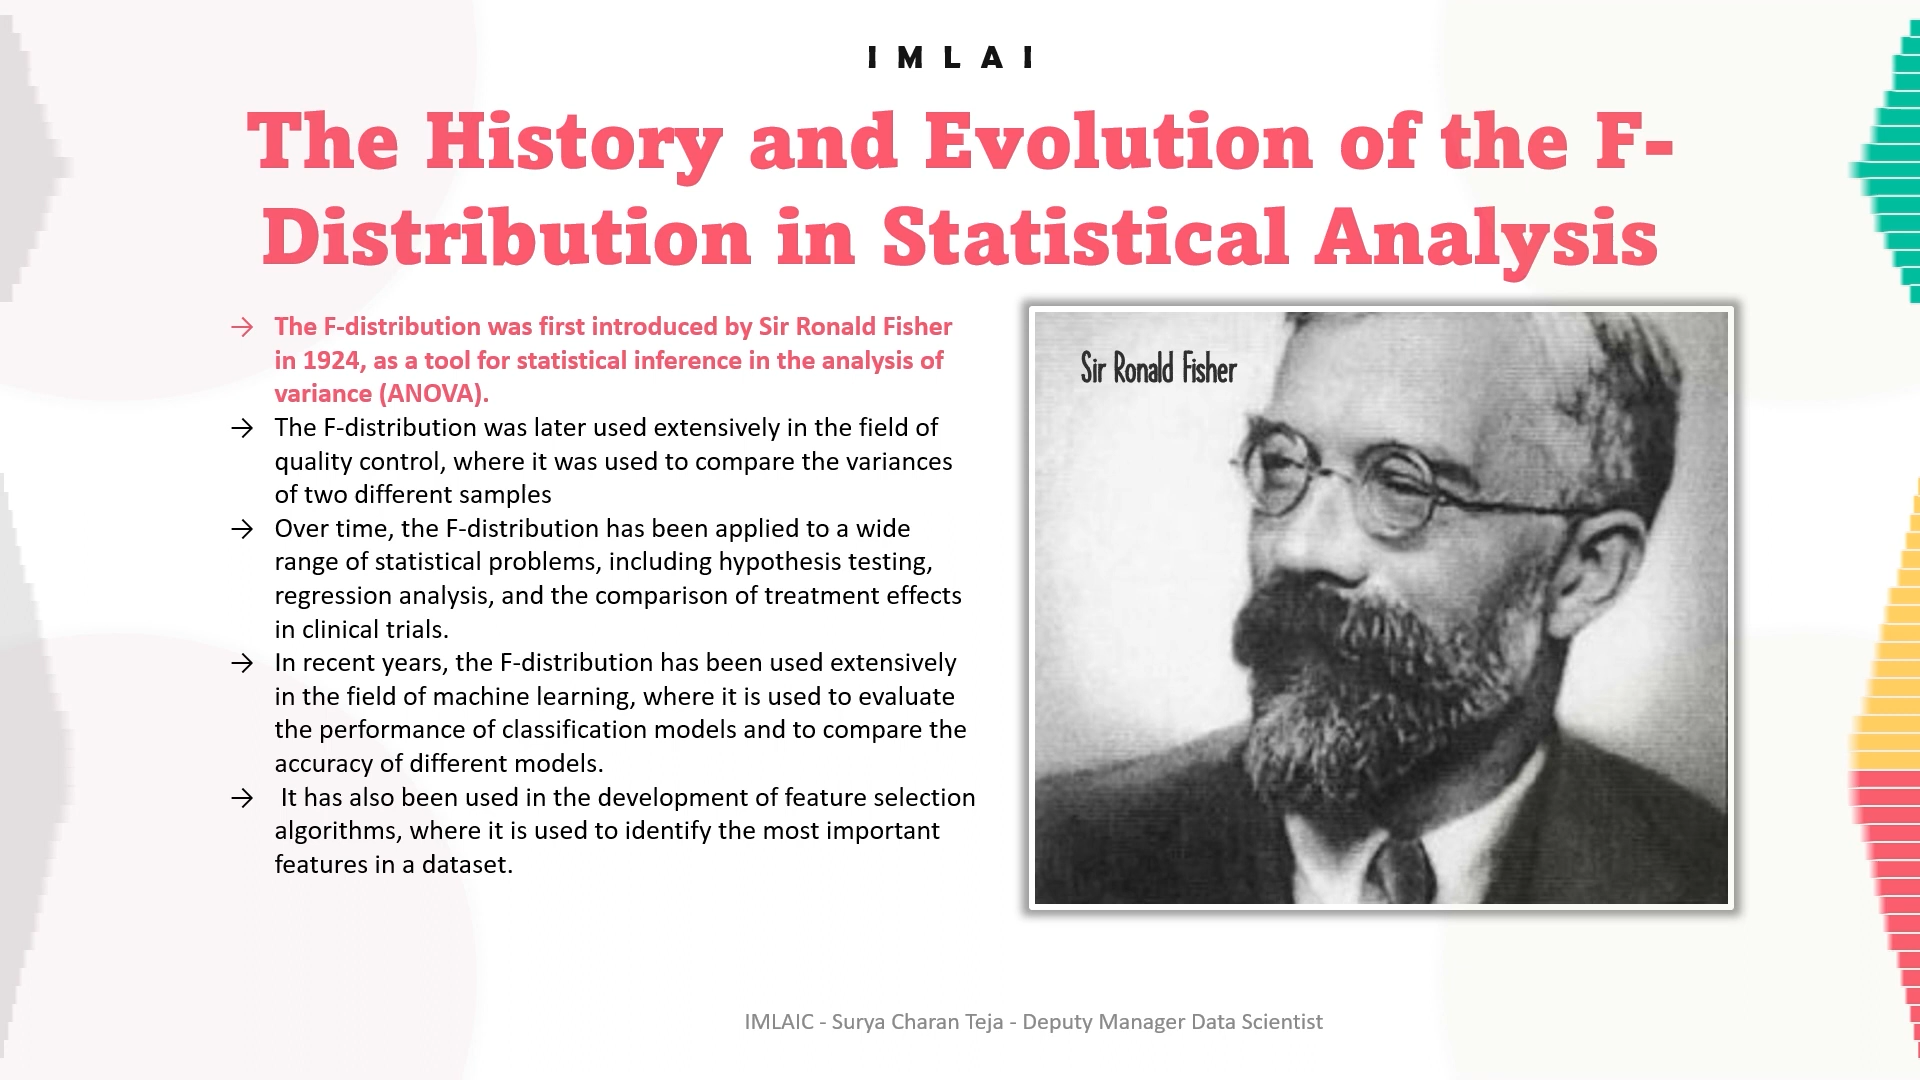 IMLAI
The History and Evolution of the F-
Distribution in Statistical Analysis
→ The F-distribution was first introduced by Sir Ronald Fisher
in 1924, as a tool for statistical inference in the analysis of
variance (ANOVA).
→ The F-distribution was later used extensively in the field of
quality control, where it was used to compare the variances
of two different samples
→ Over time, the F-distribution has been applied to a wide
range of statistical problems, including hypothesis testing,
regression analysis, and the comparison of treatment effects
in clinical trials.
→ In recent years, the F-distribution has been used extensively
in the field of machine learning, where it is used to evaluate
the performance of classification models and to compare the
accuracy of different models.
→ It has also been used in the development of feature selection
algorithms, where it is used to identify the most important
features in a dataset.
Sir Ronald Fisher
IMLAIC - Surya Charan Teja - Deputy Manager Data Scientist